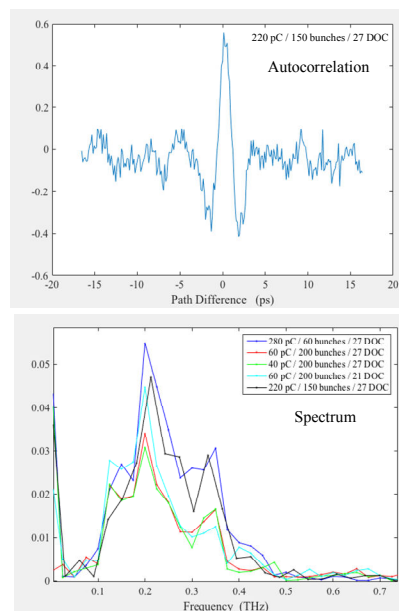 220 pC / 150 bunches / 27 DOC
Autocorrelation
0.6
0.4
0.2
0
-0.2
-0.4
-0.6
-20
-15
-10
-5
0
5
10
15
20
Path Difference (ps)
280 pC / 60 bunches / 27 DOC
60 pC / 200 bunches / 27 DOC
40 pC / 200 bunches / 27 DOC
60 pC / 200 bunches / 21 DOC
220 pC / 150 bunches / 27 DOC
Spectrum
0.05
0.04
0.03
0.02
0.01
0
0.1
0.2
0.3
0.4
0.5
0.6
0.7
Frequency (THz)